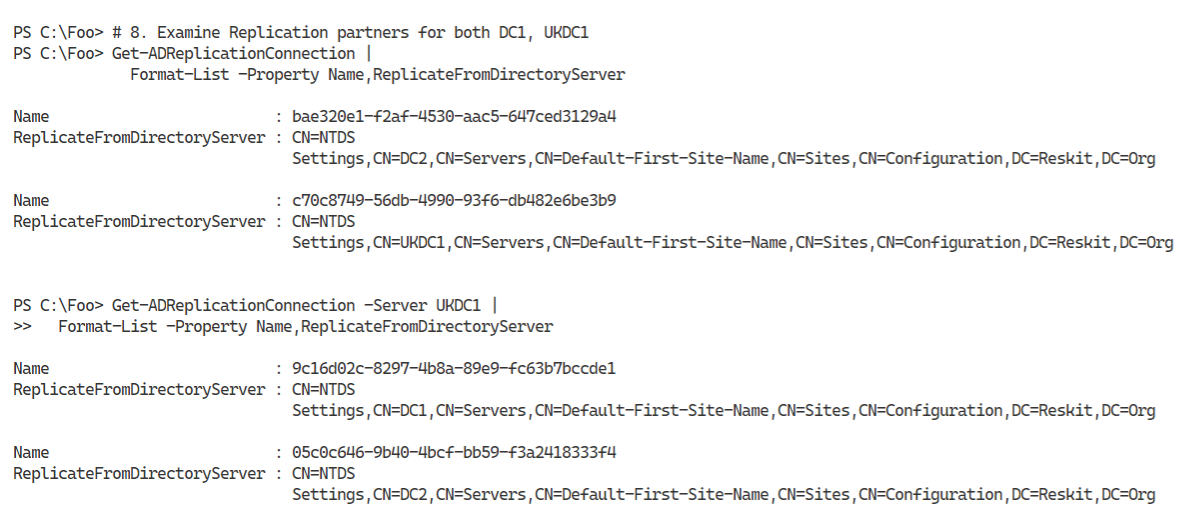 PS C:\Foo> # 8. Examine Replication partners for both DC1, UKDC1
PS C:\Foo> Get-ADReplicationConnection |
Format-List -Property Name,ReplicateFromDirectoryServer
Name : bae320e1-f2af-4530-aac5-647ced3129a4
ReplicateFromDirectoryServer : CN=NTDS
Settings,CN=DC2,CN=Servers,CN=Default-First-Site-Name,CN=Sites,CN=Configuration,DC=Reskit,DC=Org
Name : c70c8749-56db-4990-93f6-db482e6be3b9
ReplicateFromDirectoryServer : CN=NTDS
Settings,CN=UKDC1,CN=Servers,CN=Default-First-Site-Name,CN=Sites,CN=Configuration,DC=Reskit,DC=Org
PS C:\Foo> Get-ADReplicationConnection -Server UKDC1 |
>> Format-List -Property Name,ReplicateFromDirectoryServer
Name : 9c16d02c-8297-4b8a-89e9-fc63b7bccde1
ReplicateFromDirectoryServer : CN=NTDS
Settings,CN=DC1,CN=Servers,CN=Default-First-Site-Name,CN=Sites,CN=Configuration,DC=Reskit,DC=Org
Name : 05c0c646-9b40-4bcf-bb59-f3a2418333f4
ReplicateFromDirectoryServer : CN=NTDS
Settings,CN=DC2,CN=Servers,CN=Default-First-Site-Name,CN=Sites,CN=Configuration,DC=Reskit,DC=Org